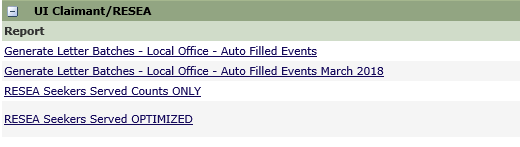 UI Claimant/RESEA
Report
Generate Letter Batches - Local Office - Auto Filled Events
Generate Letter Batches - Local Office - Auto Filled Events March 2018
RESEA Seekers Served Counts ONLY
RESEA Seekers Served OPTIMIZED